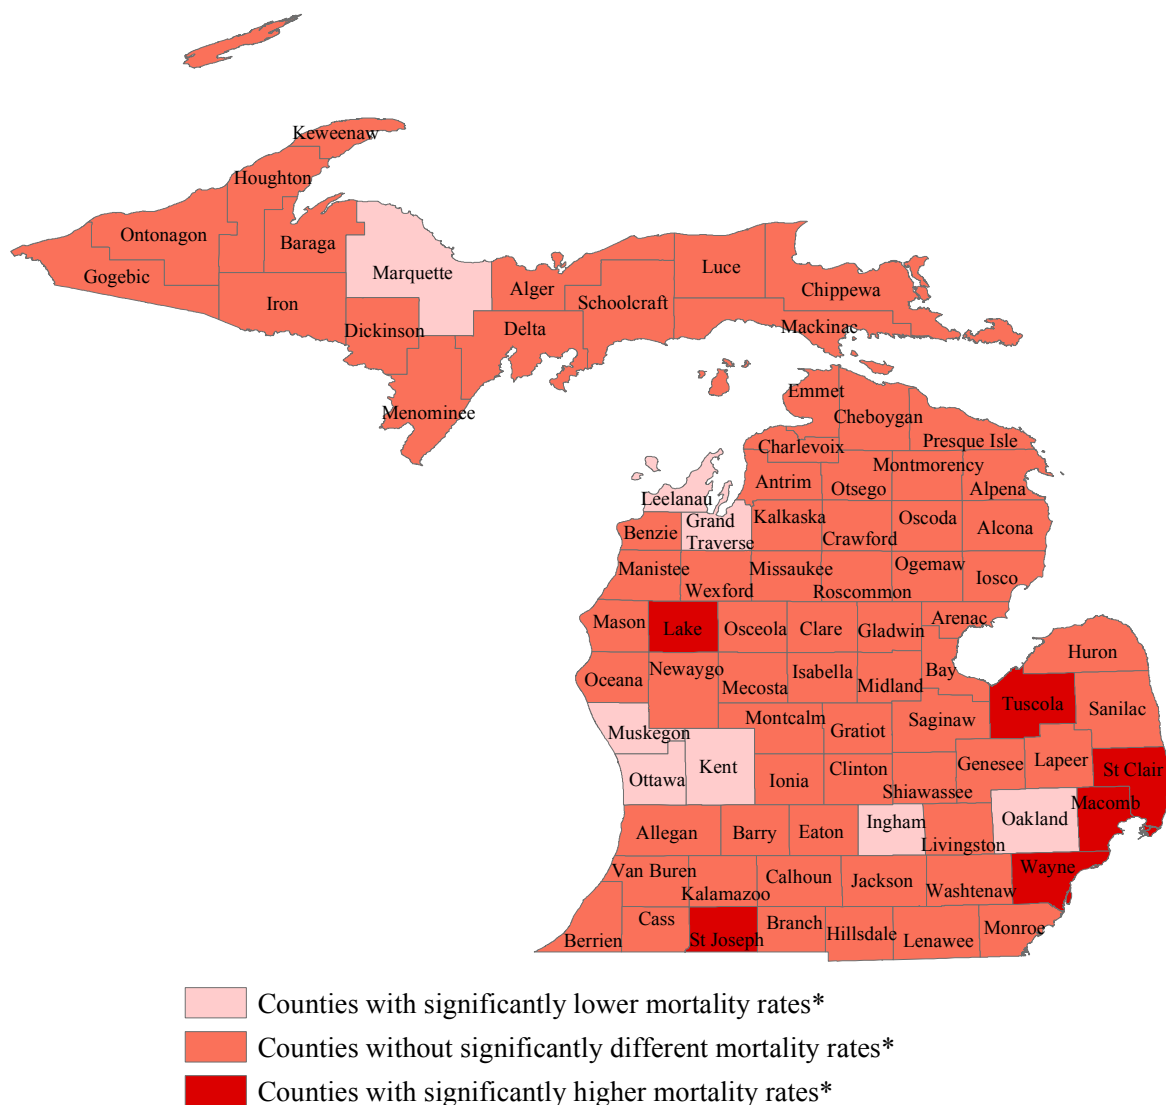 Keweenaw
Houghton
Ontonagon
Baraga
Gogebic
Marquette
Iron
Alger
Luce
Chippewa
Schoolcraft
Dickinson
Delta
Mackinac
Menominee
Emmet
Cheboygan
Presque Isle
Charlevoix
Montmorency
Antrim
Otsego
Alpena
Leelanau
Grand
Traverse
Benzie
Kalkaska
Crawford
Oscoda
Alcona
Manistee
Wexford
Missaukee
Roscommon
Ogemaw
Iosco
Mason
Lake
Osceola
Clare
Gladwin
Arenac
Huron
Oceana
Newaygo
Mecosta
Isabella
Midland
Bay
Tuscola
Sanilac
Muskegon
Montcalm
Gratiot
Saginaw
Ottawa
Kent
Ionia
Clinton
Shiawassee
Genesee
Lapeer
St Clair
Macomb
Allegan
Barry
Eaton
Ingham
Livingston
Oakland
Van Buren
Kalamazoo
Calhoun
Jackson
Washtenaw
Wayne
Berrien
Cass
St Joseph
Branch
Hillsdale
Lenawee
Monroe
Counties with significantly lower mortality rates*
Counties without significantly different mortality rates*
Counties with significantly higher mortality rates*